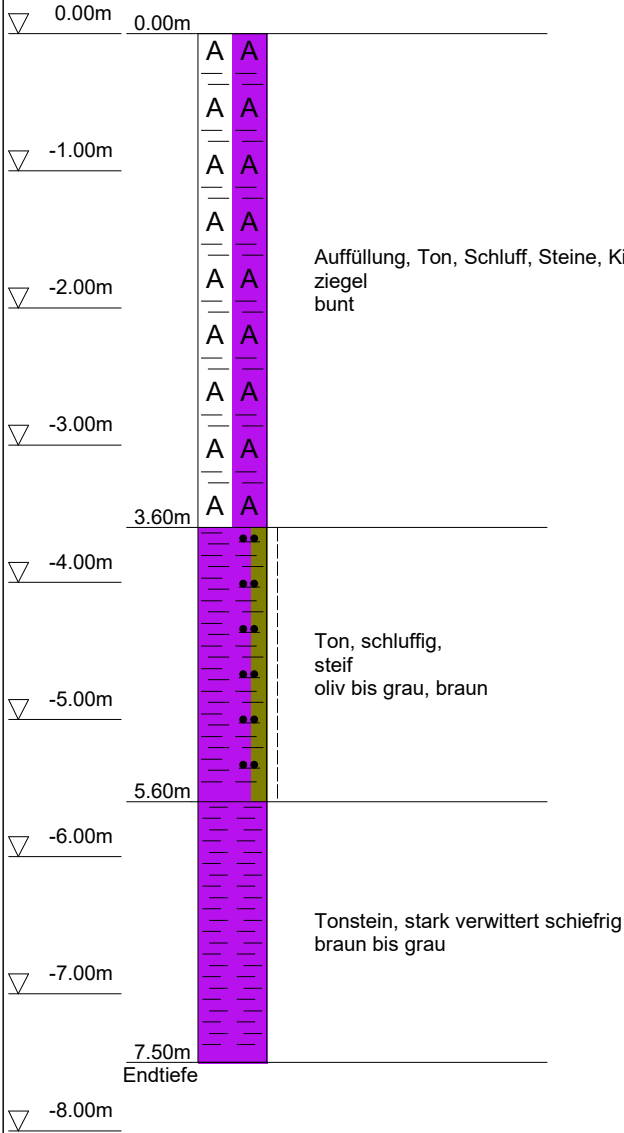 0.00m
0.00m
A A
A A
-1.00m
A A
A A
Auffüllung, Ton, Schluff, Steine,
ziegel
bunt
-2.00m
A A
A A
A A
-3.00m
A A
A A
3.60m
-4.00m
Ton, schluffig,
steif
oliv bis grau, braun
-5.00m
5.60m
-6.00m
Tonstein, stark verwittert schiefrig
braun bis grau
-7.00m
7.50m
Endtiefe
-8.00m